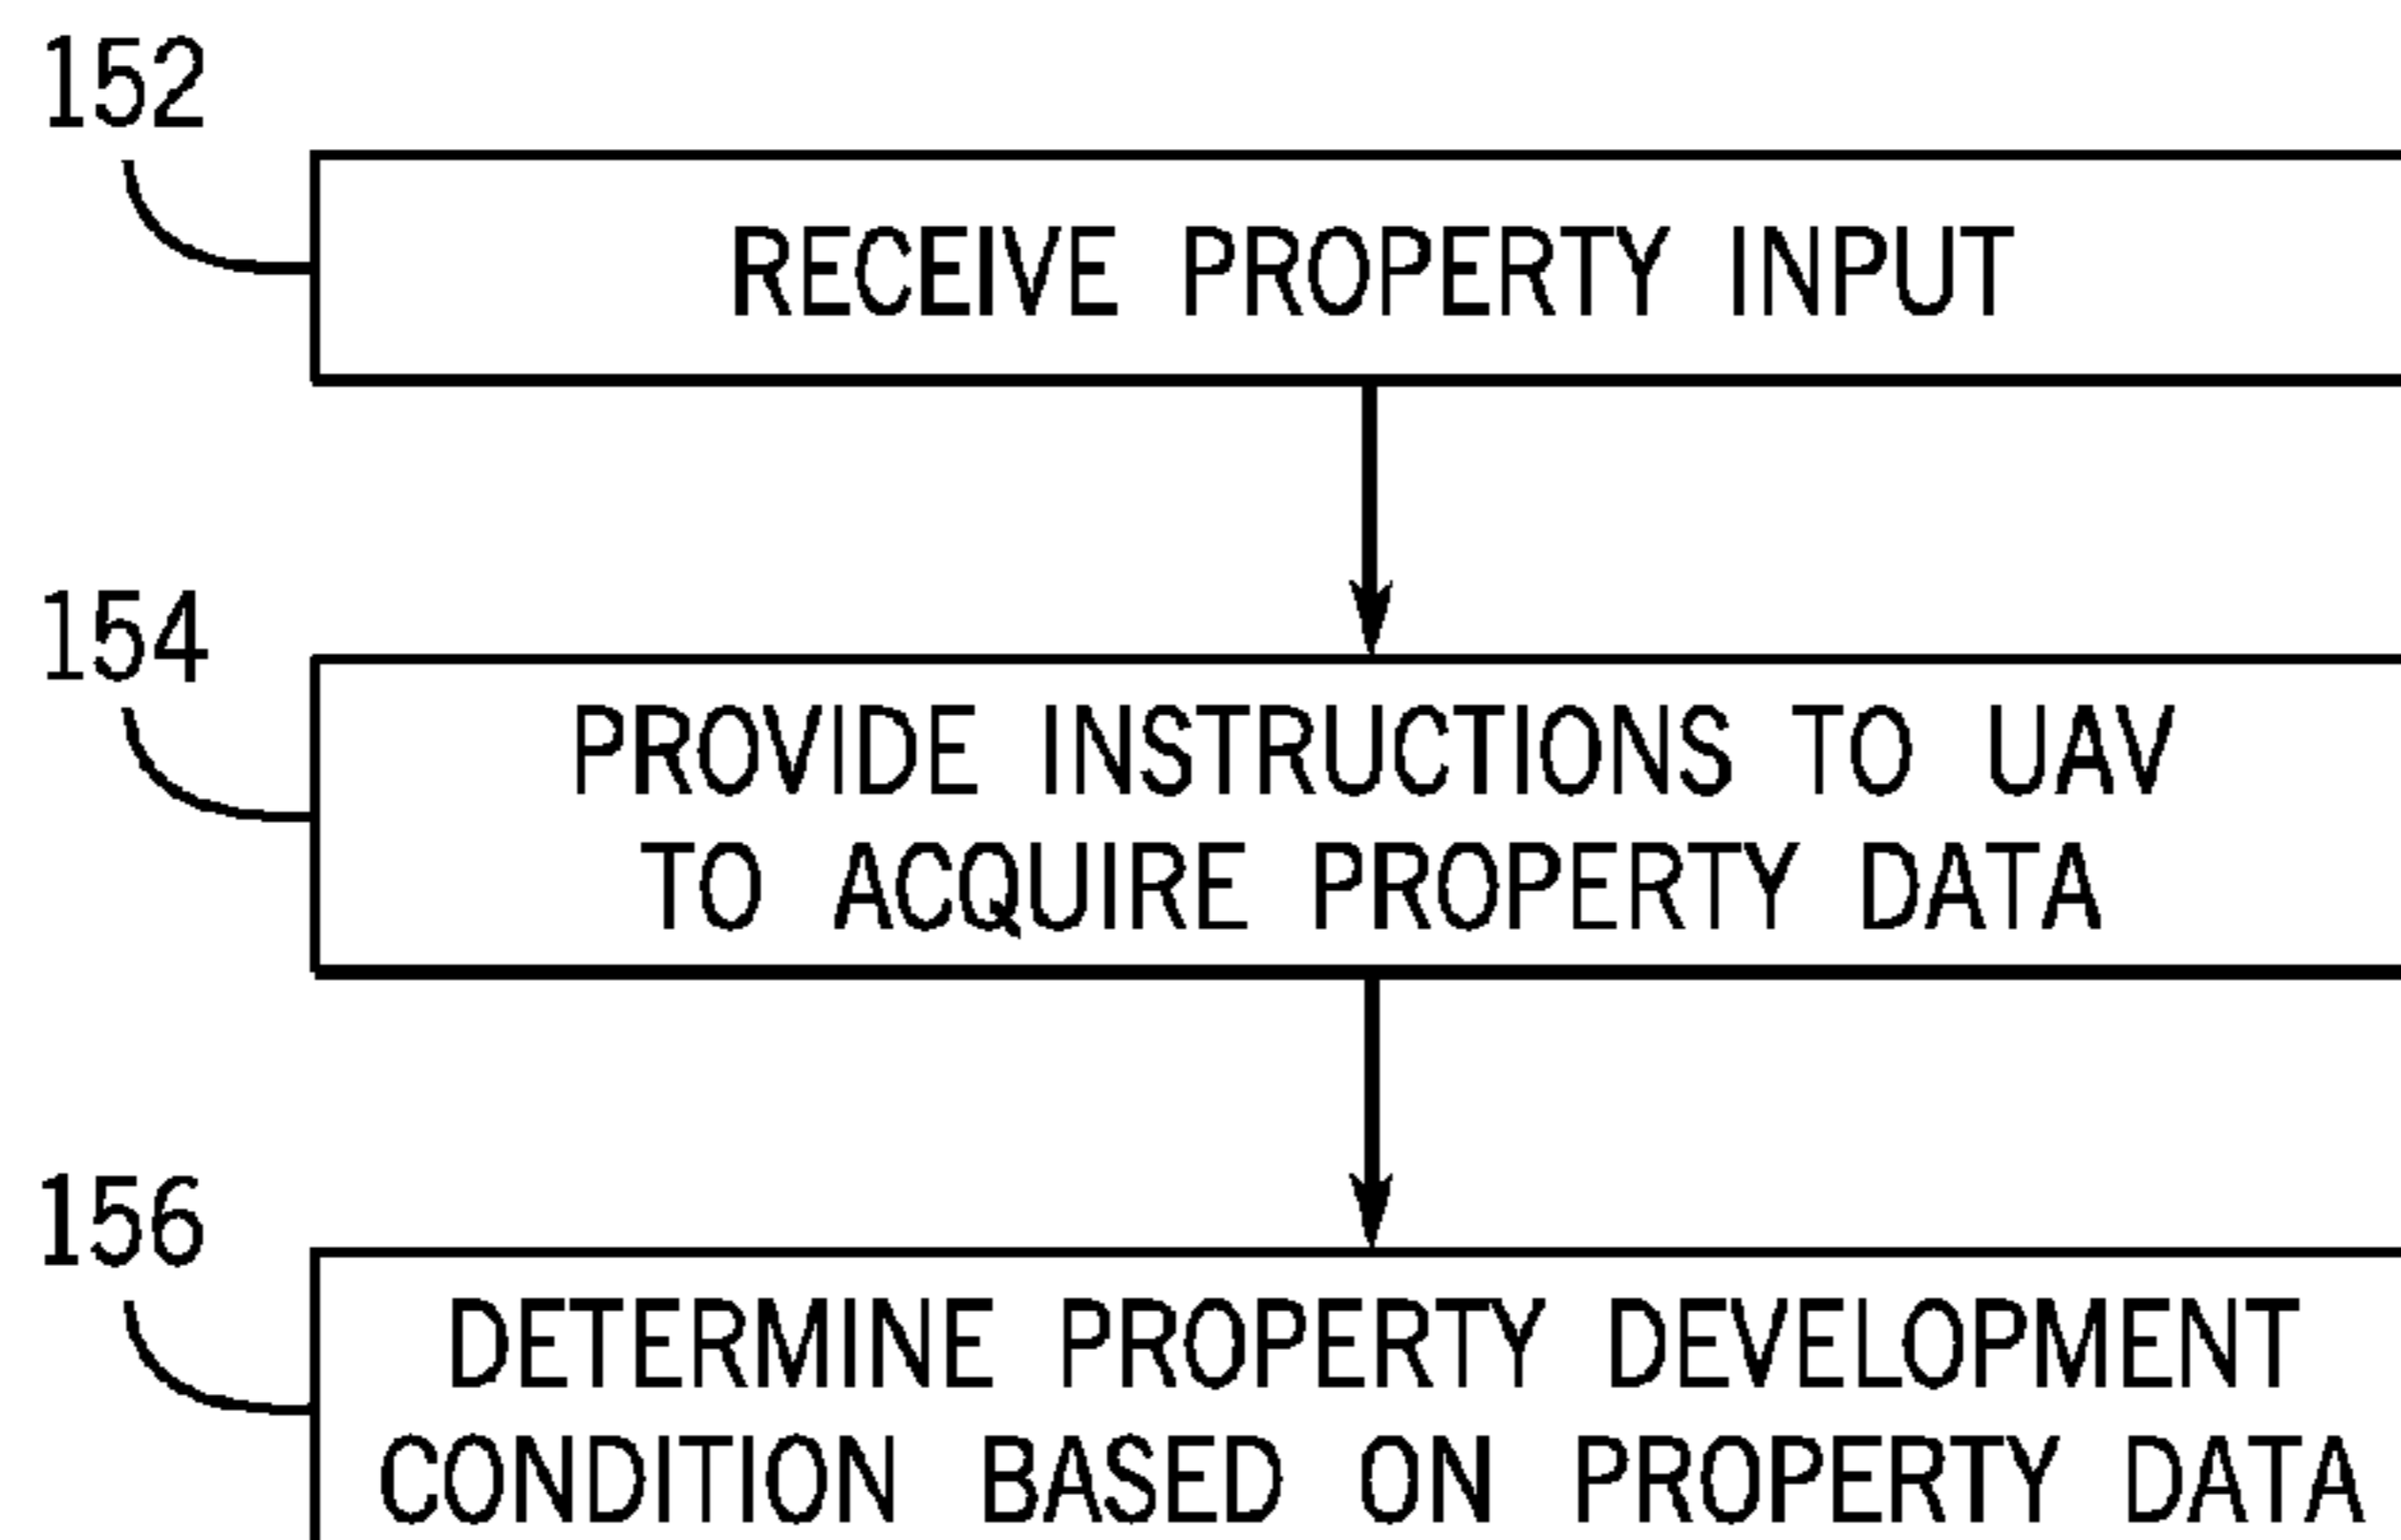 152
RECEIVE PROPERTY INPUT
154
PROVIDE INSTRUCTIONS TO UAV
TO ACQUIRE PROPERTY DATA
156
DETERMINE PROPERTY DEVELOPMENT
CONDITION BASED ON PROPERTY DATA